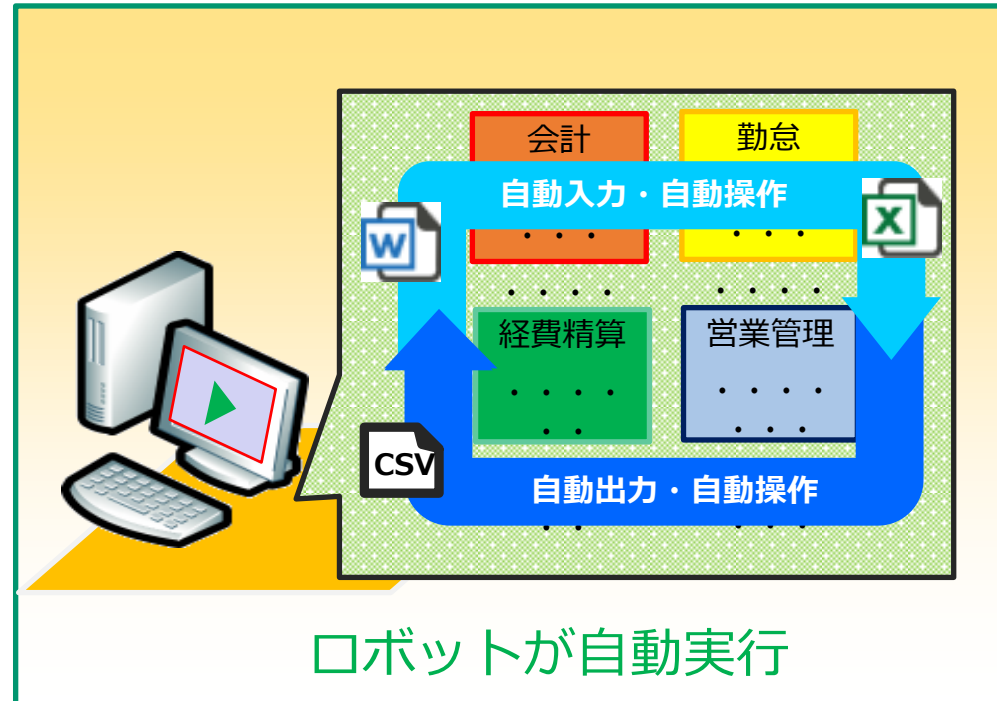 会計
勤怠
自動入力・自動操作
W
X
・・・
・・・
・・・・
・・・・
経費精算
営業管理
・・・・
・・・・
・・
・・・
CSV
自動出力・自動操作
・・
・・・
ロボットが自動実行